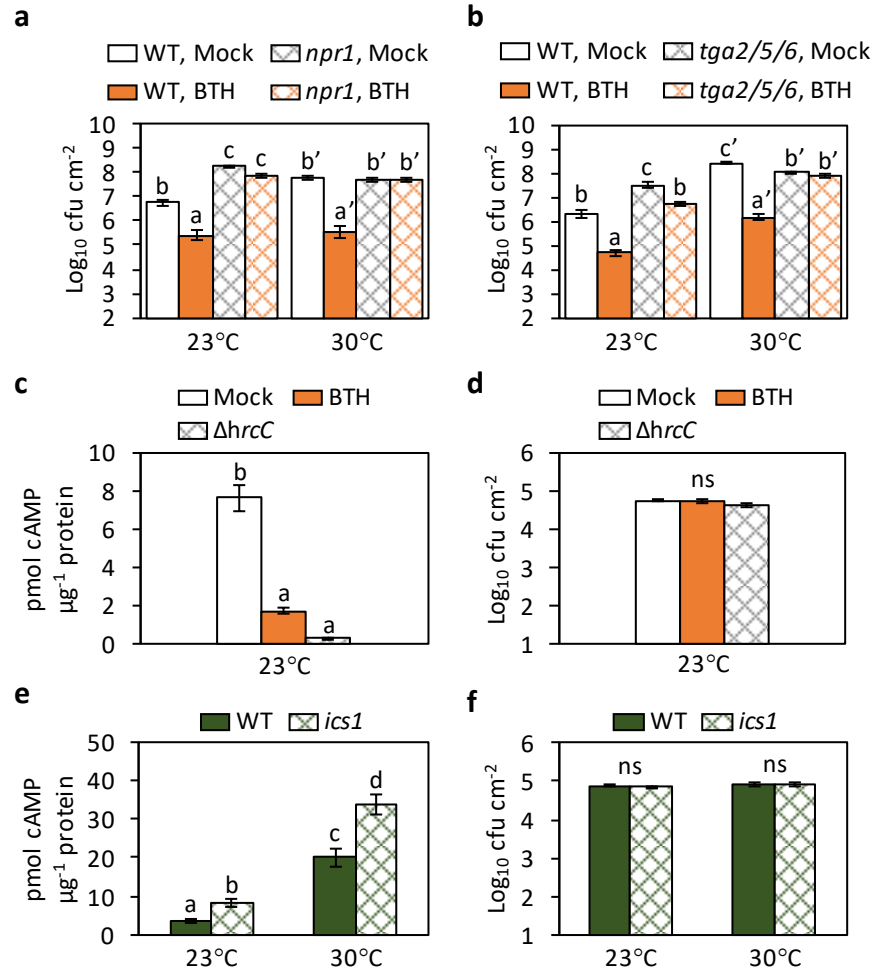 a
WT, Mock npr1, Mock
WT, BTH npr1, BTH
Log10 cfu cm-2
10
9
8
7
6
5
4
3
2
b a c c b’ a’ b’ b’
23°C 30°C
b
WT, Mock tga2/5/6, Mock
WT, BTH tga2/5/6, BTH
Log10 cfu cm-2
10
9
8
7
6
5
4
3
2
b a c b c’ a’ b’ b’
23°C 30°C
c
Mock BTH
ΔhrcC
pmol cAMP
µg-1 protein
10
8
6
4
2
0
b a a
23°C
d
Mock BTH
ΔhrcC
Log10 cfu cm-2
6
5
4
3
2
1
ns
23°C
e
WT ics1
pmol cAMP
µg-1 protein
50
40
30
20
10
0
a b c d
23°C 30°C
f
WT ics1
Log10 cfu cm-2
6
5
4
3
2
1
ns ns
23°C 30°C